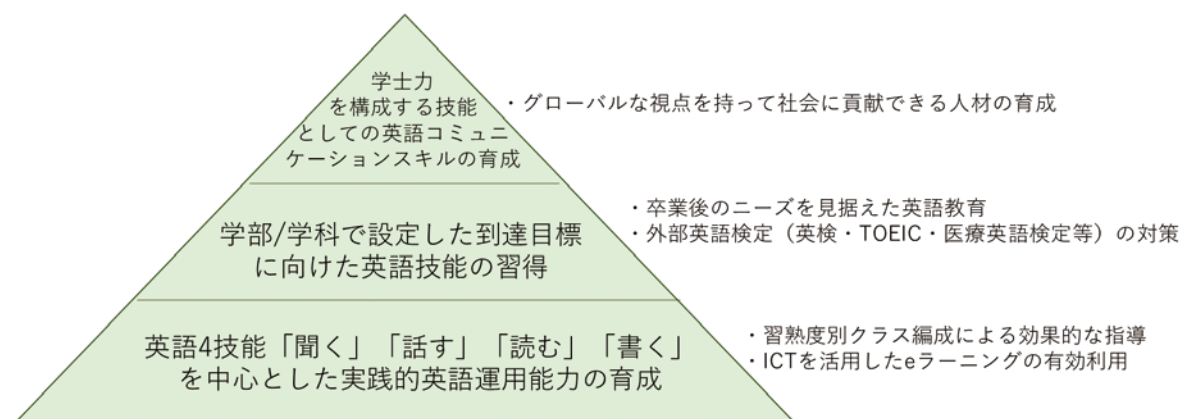 学士力
を構成する技能
としての英語コミュニ
ケーションスキルの育成
・グローバルな視点を持って社会に貢献できる人材の育成
学部/学科で設定した到達目標
に向けた英語技能の習得
・卒業後のニーズを見据えた英語教育
・外部英語検定（英検・TOEIC・医療英語検定等）の対策
英語4技能「聞く」「話す」「読む」「書く」
を中心とした実践的英語運用能力の育成
・習熟度別クラス編成による効果的な指導
・ICTを活用したeラーニングの有効利用